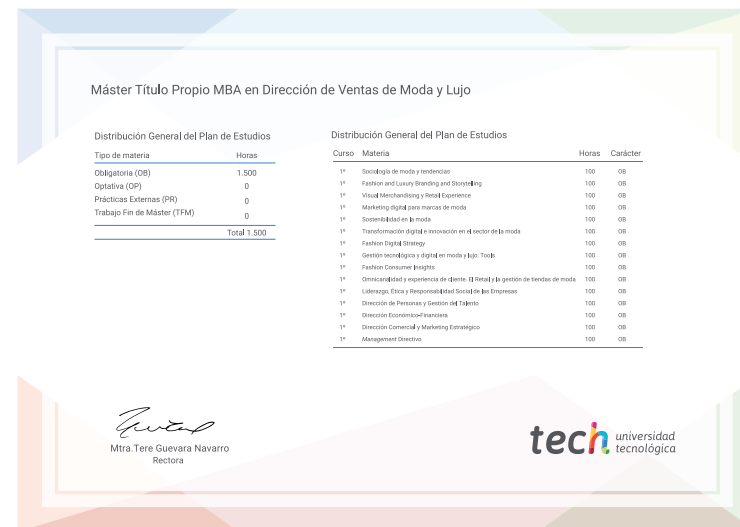 Máster Título Propio MBA en Dirección de Ventas de Moda y Lujo
Distribución General del Plan de Estudios
Tipo de materia Horas
Obligatoria (OB) 1.500
Optativa (OP) 0
Prácticas Externas (PR) 0
Trabajo Fin de Máster (TFM) 0
Total 1.500
Distribución General del Plan de Estudios
Curso Materia Horas Carácter
1º Sociología de moda y tendencias 100 OB
1º Fashion and Luxury Branding and Storytelling 100 OB
1º Visual Merchandising y Retail Experience 100 OB
1º Marketing digital para marcas de moda 100 OB
1º Sostenibilidad en la moda 100 OB
1º Transformación digital e innovación en el sector de la moda 100 OB
1º Fashion Digital Strategy 100 OB
1º Gestión tecnológica y digital en moda y lujo: Tools 100 OB
1º Fashion Consumer Insights 100 OB
1º Omnicanalidad y experiencia de cliente. El Retail y la gestión de tiendas de moda 100 OB
1º Liderazgo, Ética y Responsabilidad Social de las Empresas 100 OB
1º Dirección de Personas y Gestión del Talento 100 OB
1º Dirección Económico-Financiera 100 OB
1º Dirección Comercial y Marketing Estratégico 100 OB
1º Management Directivo 100 OB
Mtra.Tere Guevara Navarro
Rectora
tech universidad
tecnológica